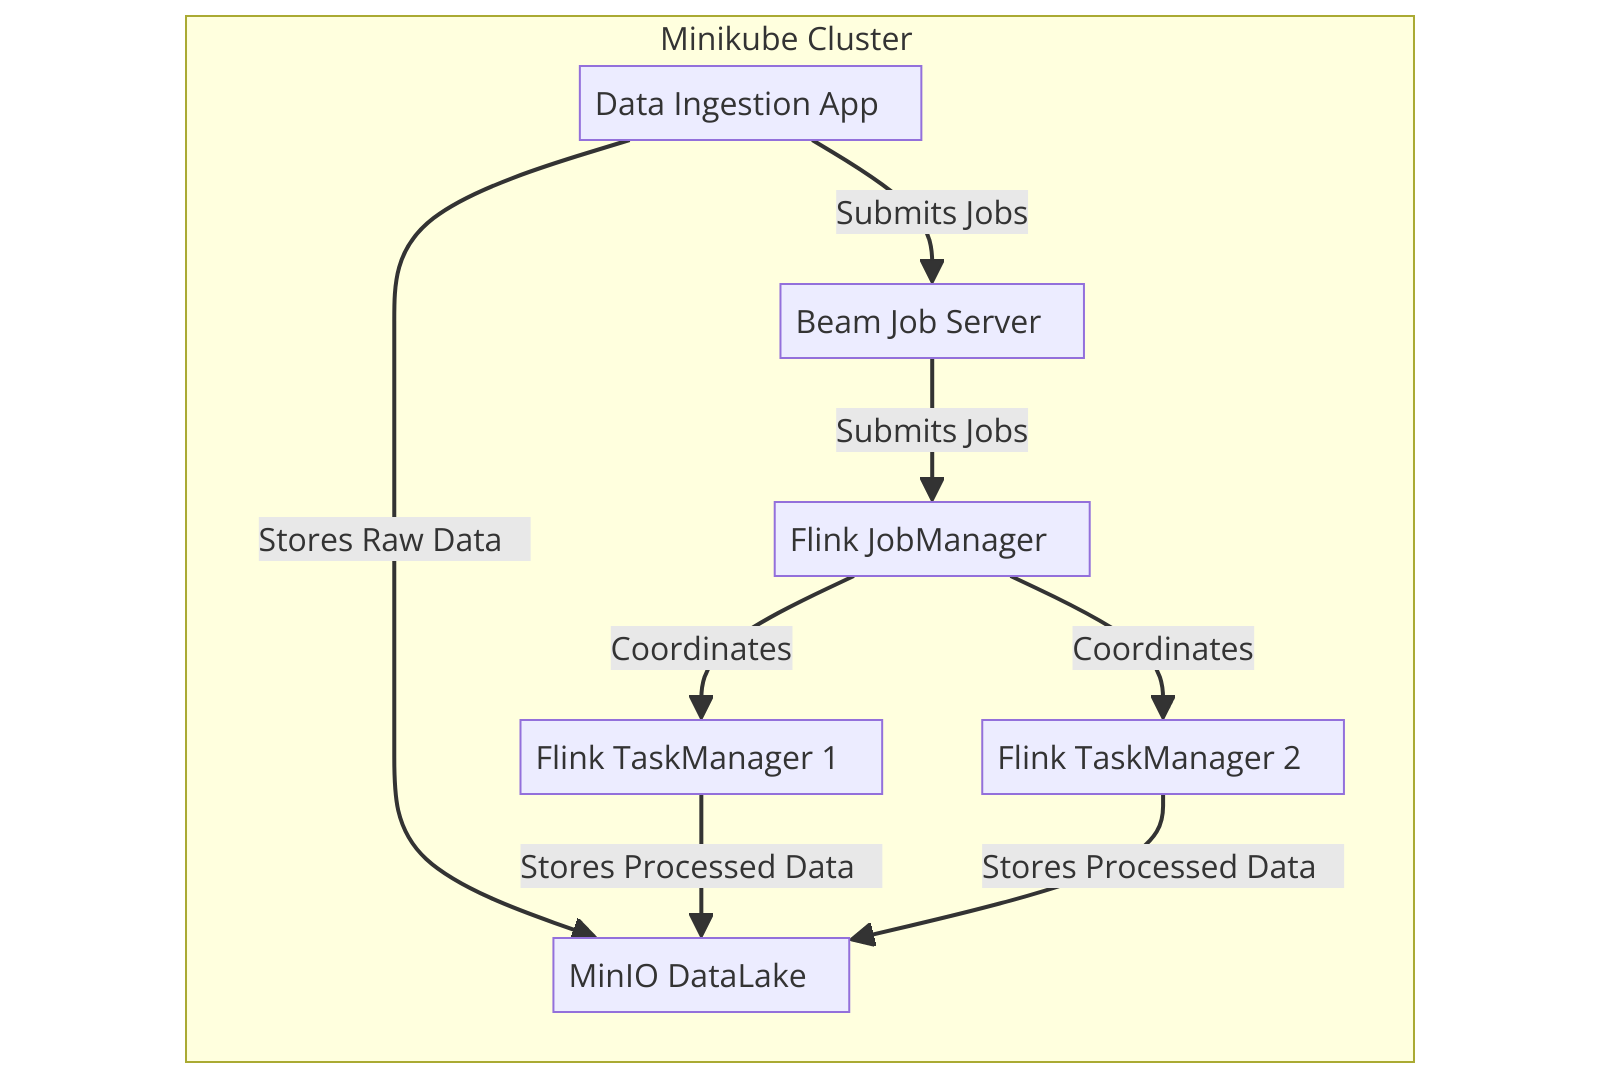 Minikube Cluster
Data Ingestion App
Submits Jobs
Beam Job Server
Submits Jobs
Stores Raw Data
Flink JobManager
Coordinates
Coordinates
Flink TaskManager 1
Flink TaskManager 2
Stores Processed Data
Stores Processed Data
MinIO DataLake